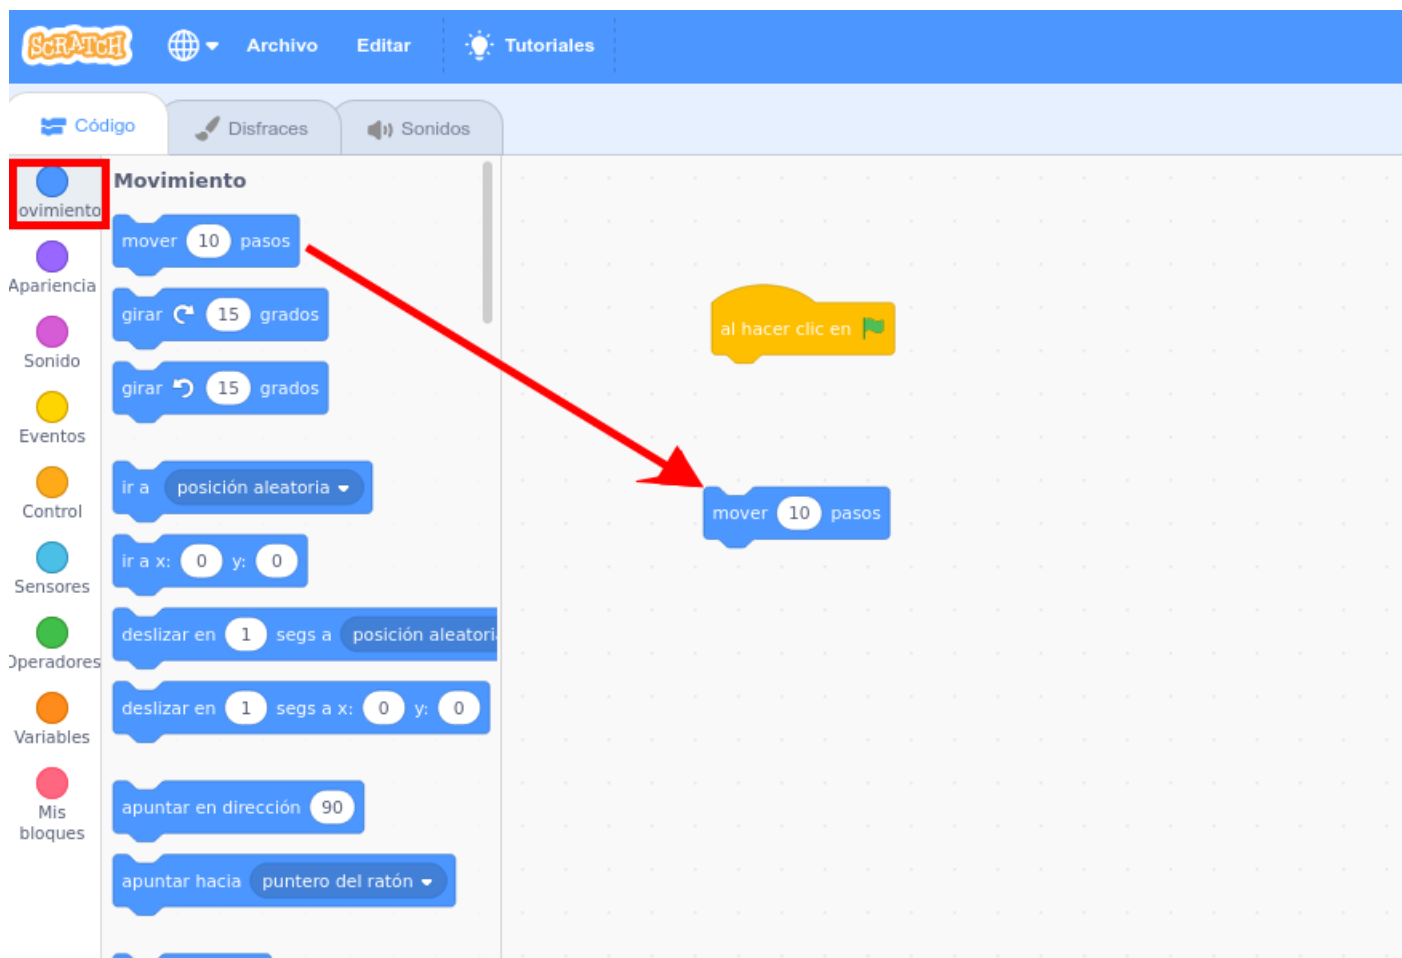 SCRATCH
Archivo
Editar
Tutoriales
Código
Disfraces
Sonidos
ovimiento
Apariencia
Sonido
Eventos
Control
Sensores
Operadores
Variables
Mis
bloques
Movimiento
mover 10 pasos
girar 15 grados
girar 15 grados
ir a posición aleatoria
ir a x: 0 y: 0
deslizar en 1 segs a posición aleatori
deslizar en 1 segs a x: 0 y: 0
apuntar en dirección 90
apuntar hacia puntero del ratón
al hacer clic en
mover 10 pasos